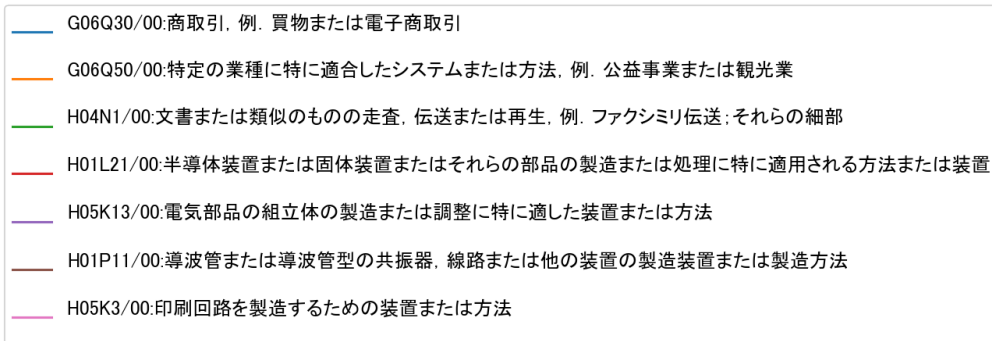 G06Q30/00:商取引，例．買物または電子商取引
G06Q50/00:特定の業種に特に適合したシステムまたは方法，例．公益事業または観光業
H04N1/00:文書または類似のものの走査，伝送または再生，例．ファクシミリ伝送；それらの細部
H01L21/00:半導体装置または固体装置またはそれらの部品の製造または処理に特に適用される方法または装置
H05K13/00:電気部品の組立体の製造または調整に特に適した装置または方法
H01P11/00:導波管または導波管型の共振器，線路または他の装置の製造装置または製造方法
H05K3/00:印刷回路を製造するための装置または方法